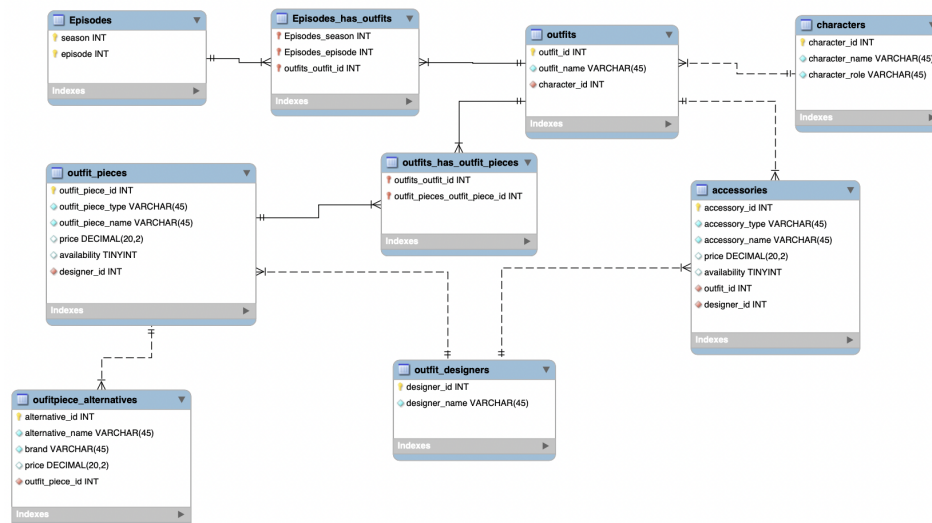 Episodes
season INT
episode INT
Indexes
Episodes_has_outfits
Episodes_season INT
Episodes_episode INT
outfits_outfit_id INT
Indexes
outfits
outfit_id INT
outfit_name VARCHAR(45)
character_id INT
Indexes
characters
character_id INT
character_name VARCHAR(45)
character_role VARCHAR(45)
Indexes
outfit_pieces
outfit_piece_id INT
outfit_piece_type VARCHAR(45)
outfit_piece_name VARCHAR(45)
price DECIMAL(20,2)
availability TINYINT
designer_id INT
Indexes
outfits_has_outfit_pieces
outfits_outfit_id INT
outfit_pieces_outfit_piece_id INT
Indexes
accessories
accessory_id INT
accessory_type VARCHAR(45)
accessory_name VARCHAR(45)
price DECIMAL(20,2)
availability TINYINT
outfit_id INT
designer_id INT
Indexes
outfit_designers
designer_id INT
designer_name VARCHAR(45)
Indexes
oufitpiece_alternatives
alternative_id INT
alternative_name VARCHAR(45)
brand VARCHAR(45)
price DECIMAL(20,2)
outfit_piece_id INT
Indexes